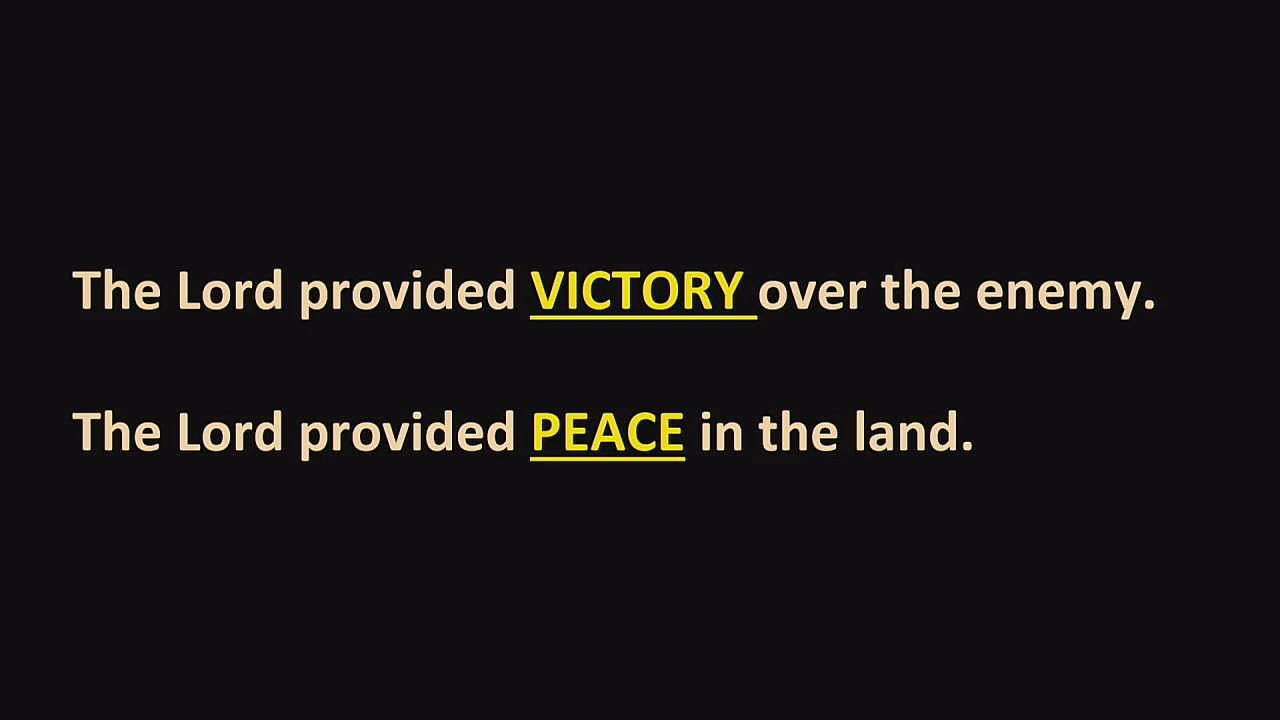 The Lord provided VICTORY over the enemy.
The Lord provided PEACE in the land.